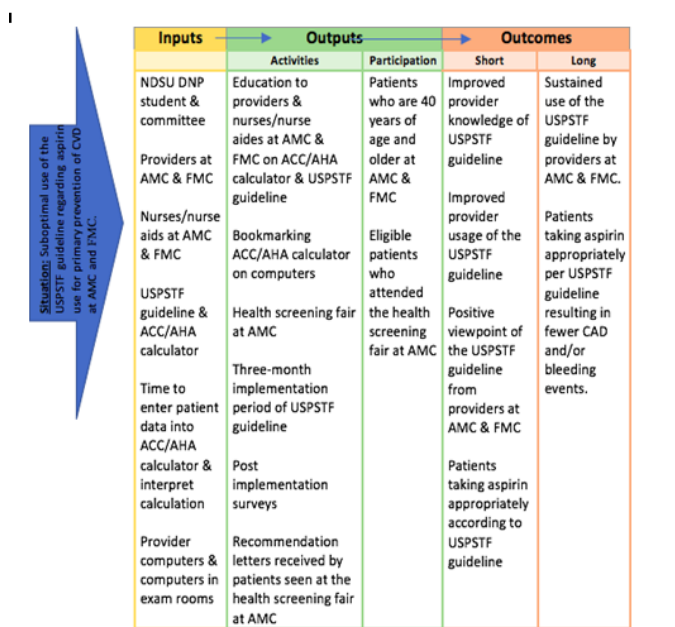 I
Situation: Suboptimal use of the
USPSTF guideline regarding aspirin
use for primary prevention of CVD
at AMC and FMC.
Inputs
Outputs
Outcomes
Activities
Participation
Short
Long
NDSU DNP
student &
committee
Providers at
AMC & FMC
Nurses/nurse
aids at AMC
& FMC
USPSTF
guideline &
ACC/AHA
calculator
Time to
enter patient
data into
ACC/AHA
calculator &
interpret
calculation
Provider
computers &
computers in
exam rooms
Education to
providers &
nurses/nurse
aides at AMC &
FMC on ACC/AHA
calculator & USPSTF
guideline
Bookmarking
ACC/AHA calculator
on computers
Health screening fair
at AMC
Three-month
implementation
period of USPSTF
guideline
Post
implementation
surveys
Recommendation
letters received by
patients seen at the
health screening fair
at AMC
Patients
who are 40
years of
age and
older at
AMC &
FMC
Eligible
patients
who
attended
the health
screening
fair at AMC
Improved
provider
knowledge of
USPSTF
guideline
Improved
provider
usage of the
USPSTF
guideline
Positive
viewpoint of
the USPSTF
guideline
from
providers at
AMC & FMC
Patients
taking aspirin
appropriately
according to
USPSTF
guideline
Sustained
use of the
USPSTF
guideline by
providers at
AMC & FMC.
Patients
taking aspirin
appropriately
per USPSTF
guideline
resulting in
fewer CAD
and/or
bleeding
events.